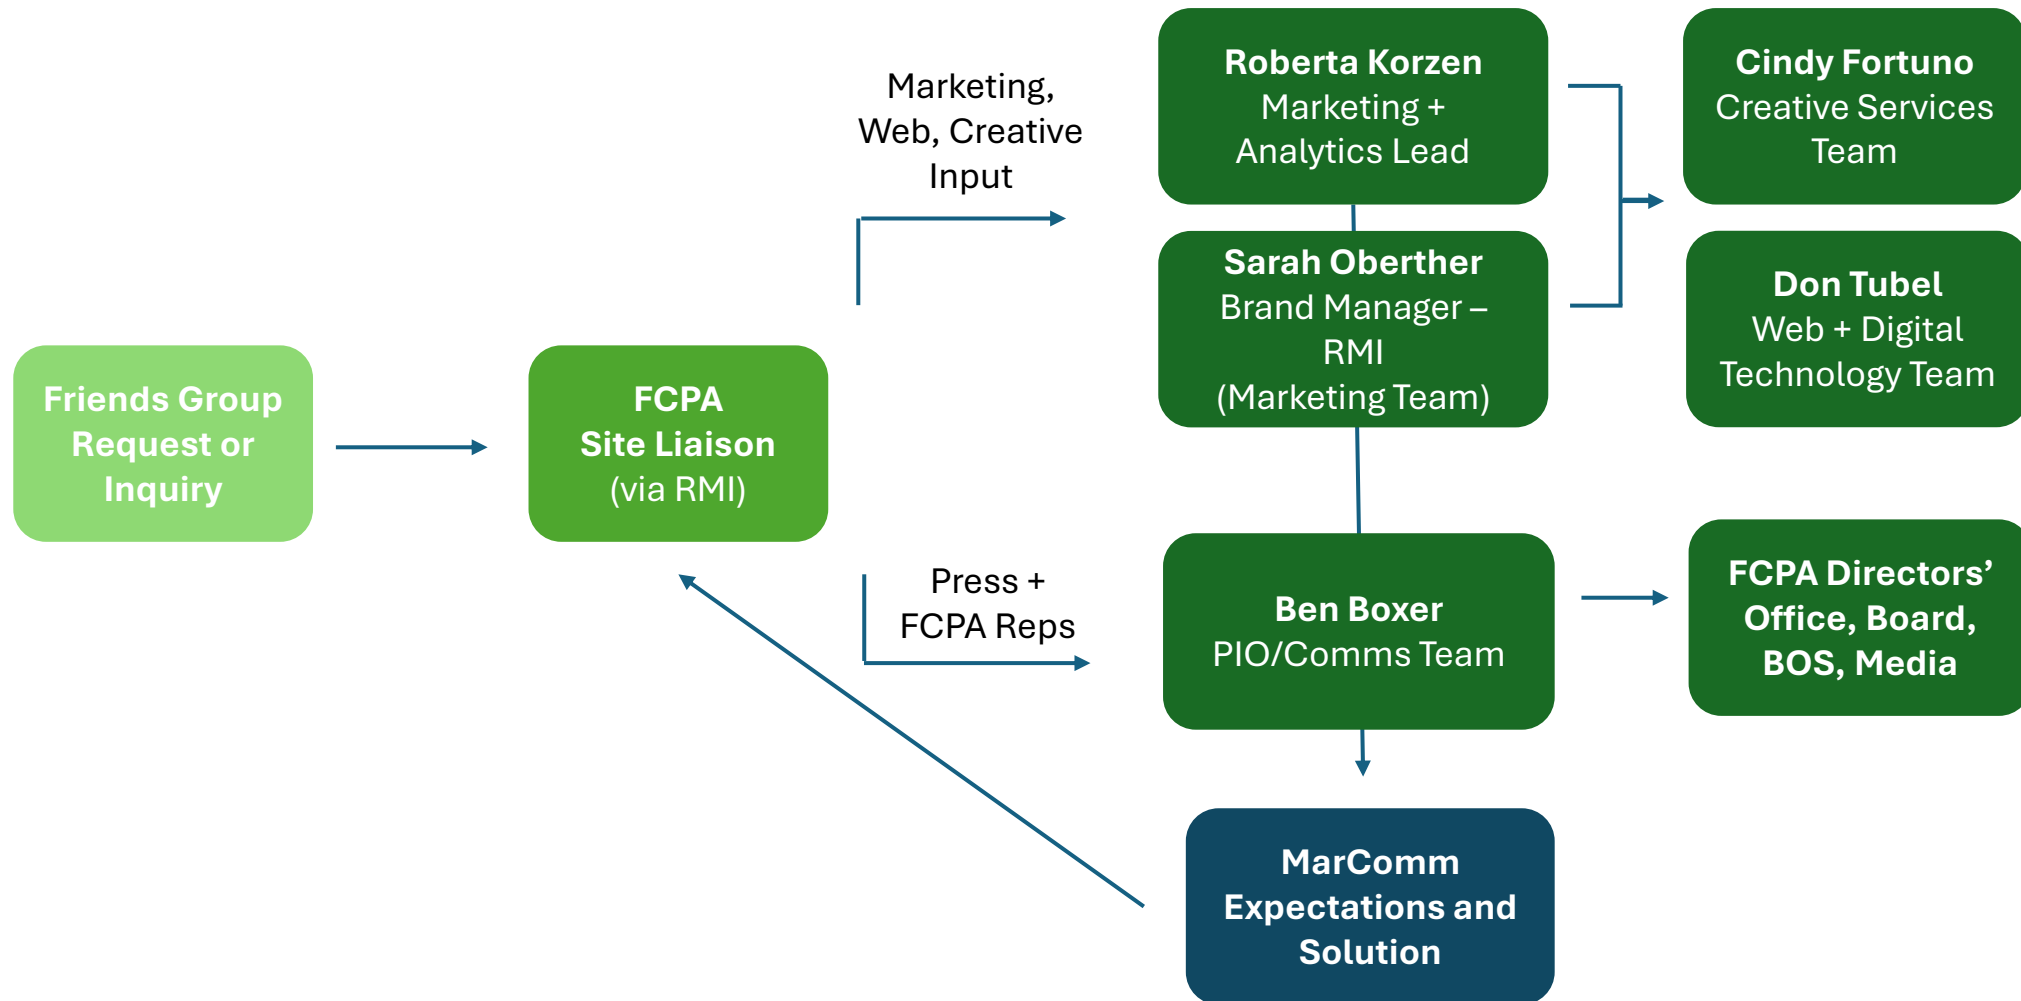 Friends Group
Request or
Inquiry
FCPA
Site Liaison
(via RMI)
Marketing,
Web, Creative
Input
Press +
FCPA Reps
Roberta Korzen
Marketing +
Analytics Lead
Sarah Oberther
Brand Manager –
RMI
(Marketing Team)
Ben Boxer
PIO/Comms Team
MarComm
Expectations and
Solution
Cindy Fortuno
Creative Services
Team
Don Tubel
Web + Digital
Technology Team
FCPA Directors’
Office, Board,
BOS, Media